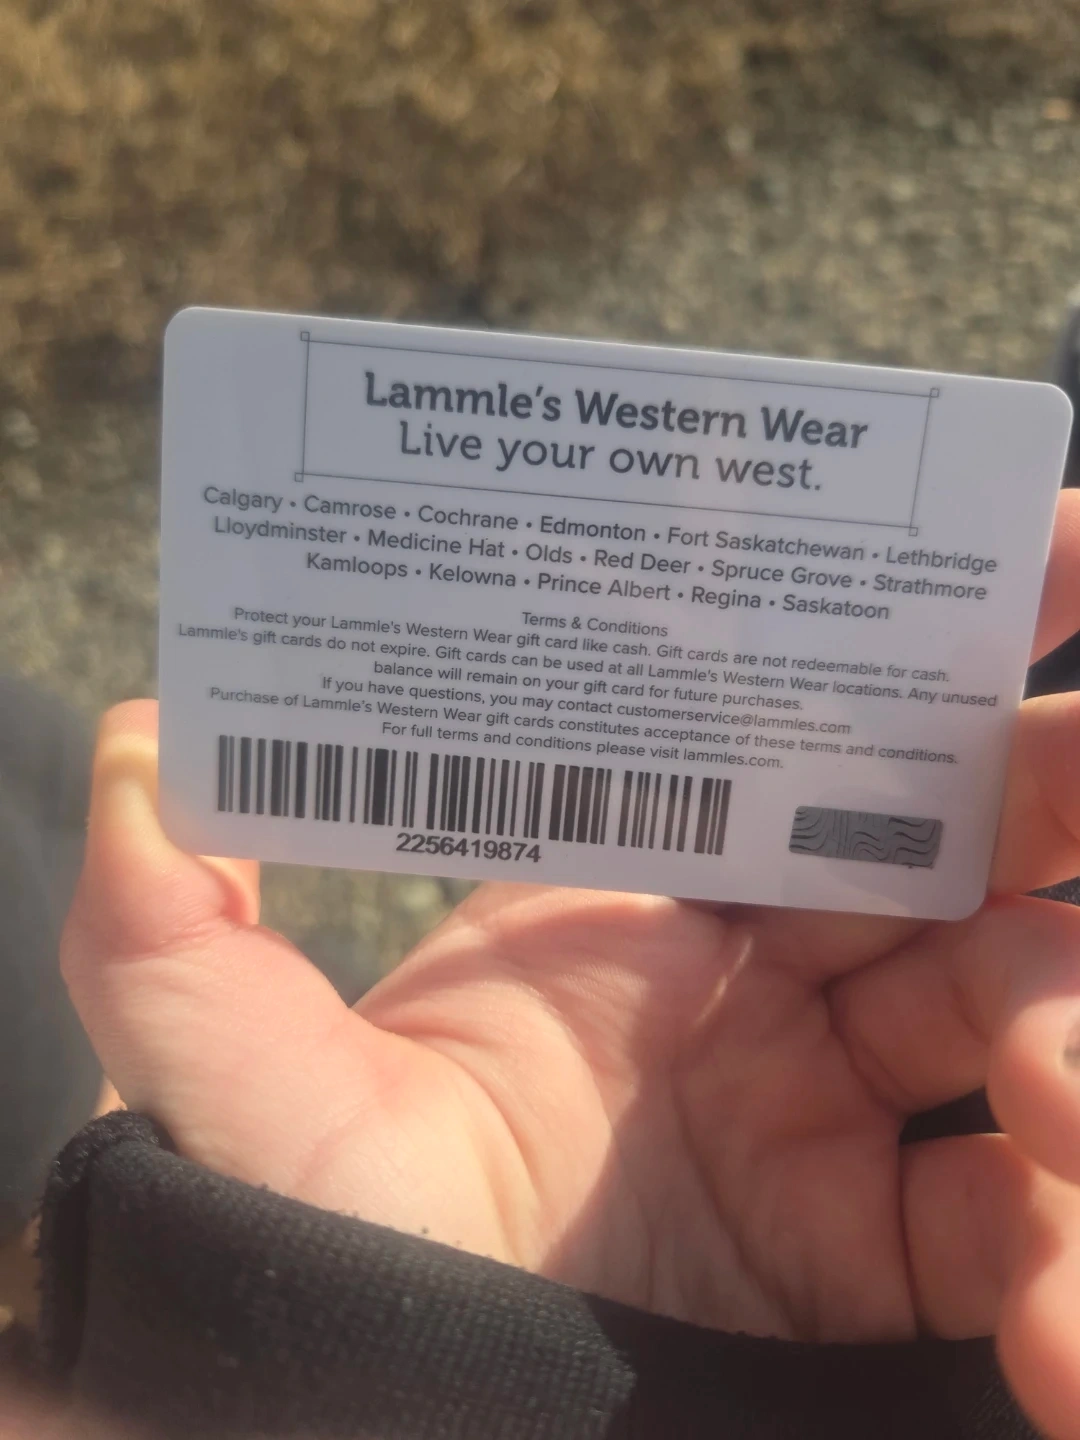 Lammle's Western Wear
Live your own west.
Calgary • Camrose • Cochrane • Edmonton • Fort Saskatchewan • Lethbridge
Lloydminster • Medicine Hat • Olds • Red Deer • Spruce Grove • Strathmore
Kamloops • Kelowna • Prince Albert • Regina • Saskatoon
Terms & Conditions
Protect your Lammle's Western Wear gift card like cash. Gift cards are not redeemable for cash.
Lammle's gift cards do not expire. Gift cards can be used at all Lammle's Western Wear locations. Any unused
balance will remain on your gift card for future purchases.
If you have questions, you may contact customerservice@lammles.com
Purchase of Lammle's Western Wear gift cards constitutes acceptance of these terms and conditions.
For full terms and conditions please visit lammles.com.
2256419874